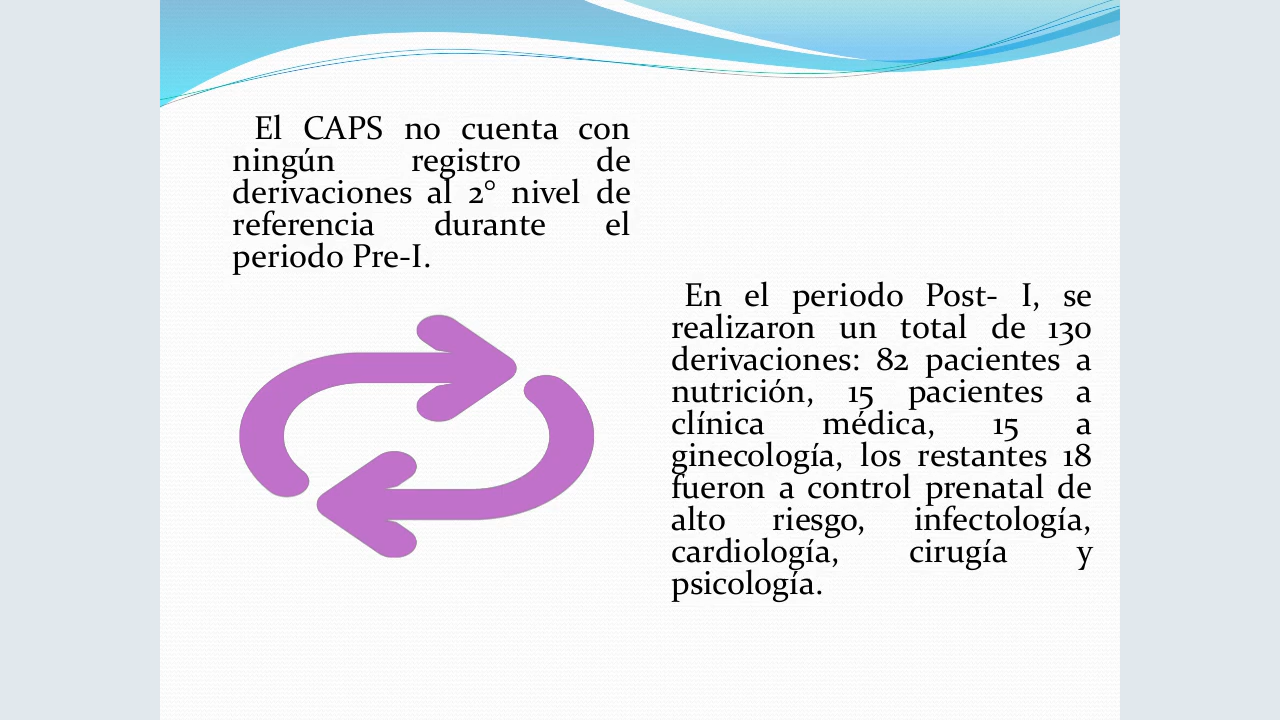 El CAPS no cuenta con
ningún registro de
derivaciones al 2° nivel de
referencia durante el
periodo Pre-I.
En el periodo Post- I, se
realizaron un total de 130
derivaciones: 82 pacientes a
nutrición, 15 pacientes a
clínica médica, 15 a
ginecología, los restantes 18
fueron a control prenatal de
alto riesgo, infectología,
cardiología, cirugía y
psicología.